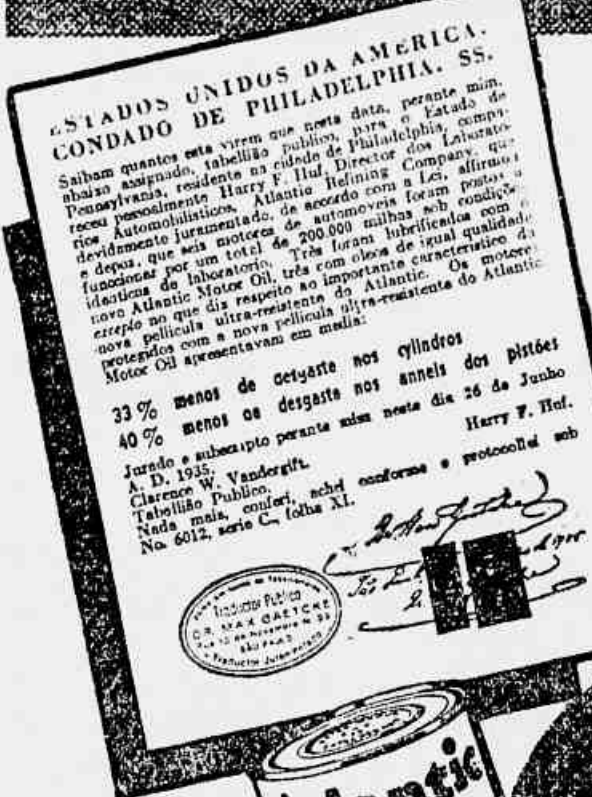 ESTADOS UNIDOS DA AMERICA.
CONDADO DE PHILADELPHIA. SS.
Saibam quantos esta virem que nesta data, perante mim,
abaixo assignado, tabellião publico, para o Estado de
Pennsylvania, residente na cidade de Philadelphia, compa-
receu pessoalmente Harry F. Huf, Director dos Laborato-
rios Automobilisticos, Atlantic Refining Company, que
devidamente juramentado, de accordo com a Lei, affirmou
e depoz, que seis motores de automoveis foram postos a
funccionar por um total de 200.000 milhas sob condições
identicas de laboratorio. Três foram lubrificados com o
novo Atlantic Motor Oil, três com oleos de igual qualidade
excepto no que diz respeito ao importante caracteristico da
nova pellicula ultra-resistente do Atlantic. Os motores
protegidos com a nova pellicula ultra-resistente do Atlantic
Motor Oil apresentavam em media:
33 % menos de desgaste nos cylindros
40 % menos de desgaste nos anneis dos pistões
Jurado e subscripto perante mim neste dia 26 de Junho
A. D. 1935.
Harry F. Huf.
Clarence W. Vandergift.
Tabellião Publico.
Nada mais, conferi, achei conforme e protocollei sob
No. 6012, serie C., folha XI.
Traductor Publico
DR. MAX GAETCKE
SÃO PAULO
Traductor Juramentado
Atlantic